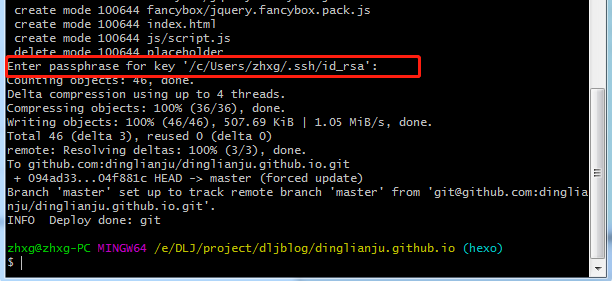 create mode 100644 fancybox/jquery.fancybox.pack.js
create mode 100644 index.html
create mode 100644 js/script.js
delete mode 100644 placeholder
Enter passphrase for key '/c/Users/zhxg/.ssh/id_rsa':
Counting objects: 46, done.
Delta compression using up to 4 threads.
Compressing objects: 100% (36/36), done.
Writing objects: 100% (46/46), 507.69 KiB | 1.05 MiB/s, done.
Total 46 (delta 3), reused 0 (delta 0)
remote: Resolving deltas: 100% (3/3), done.
To github.com:dinglianju/dinglianju.github.io.git
+ 094ad33...04f881c HEAD -> master (forced update)
Branch 'master' set up to track remote branch 'master' from 'git@github.com:dinglia
nju/dinglianju.github.io.git'.
INFO  Deploy done: git
zhxg@zhxg-PC MINGW64 /e/DLJ/project/dljblog/dinglianju.github.io (hexo)
$